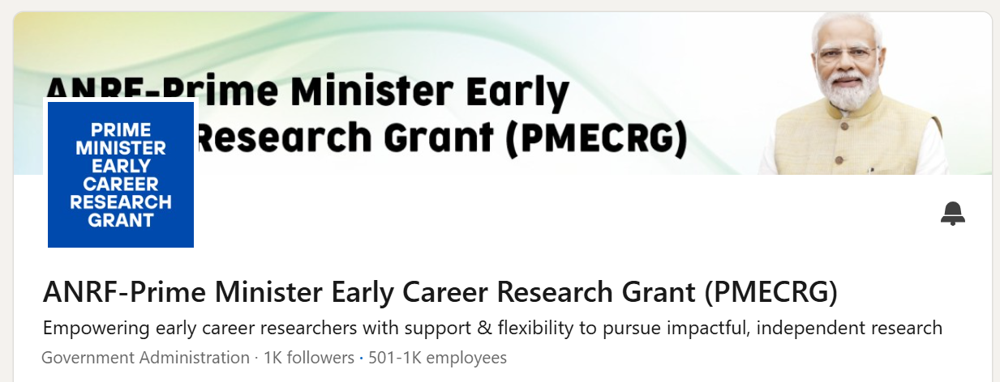 ANRF-Prime Minister Early
Research Grant (PMECRG)
PRIME
MINISTER
EARLY
CAREER
RESEARCH
GRANT
ANRF-Prime Minister Early Career Research Grant (PMECRG)
Empowering early career researchers with support & flexibility to pursue impactful, independent research
Government Administration · 1K followers · 501-1K employees